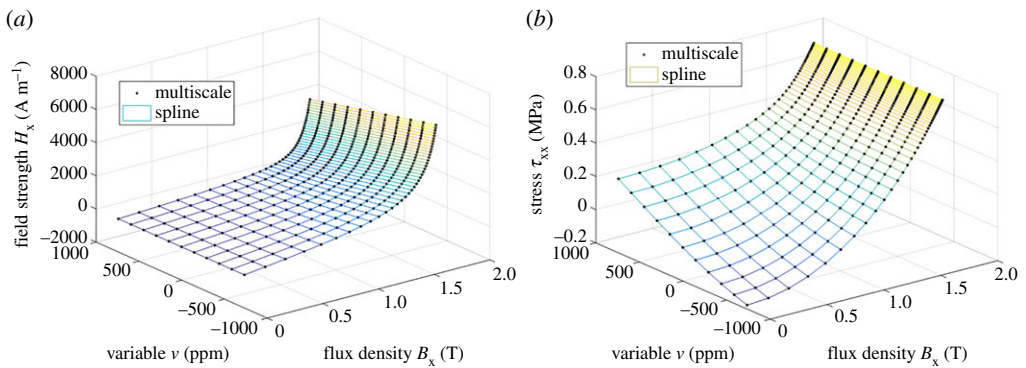 (a)
field strength Hx (A m−1)
8000
6000
4000
2000
0
−2000
1000
500
0
−500
−1000
variable v (ppm)
0
0.5
1.0
1.5
2.0
flux density Bx (T)
multiscale
spline
(b)
stress τxx (MPa)
0.8
0.6
0.4
0.2
0
−0.2
1000
500
0
−500
−1000
variable v (ppm)
0
0.5
1.0
1.5
2.0
flux density Bx (T)
multiscale
spline